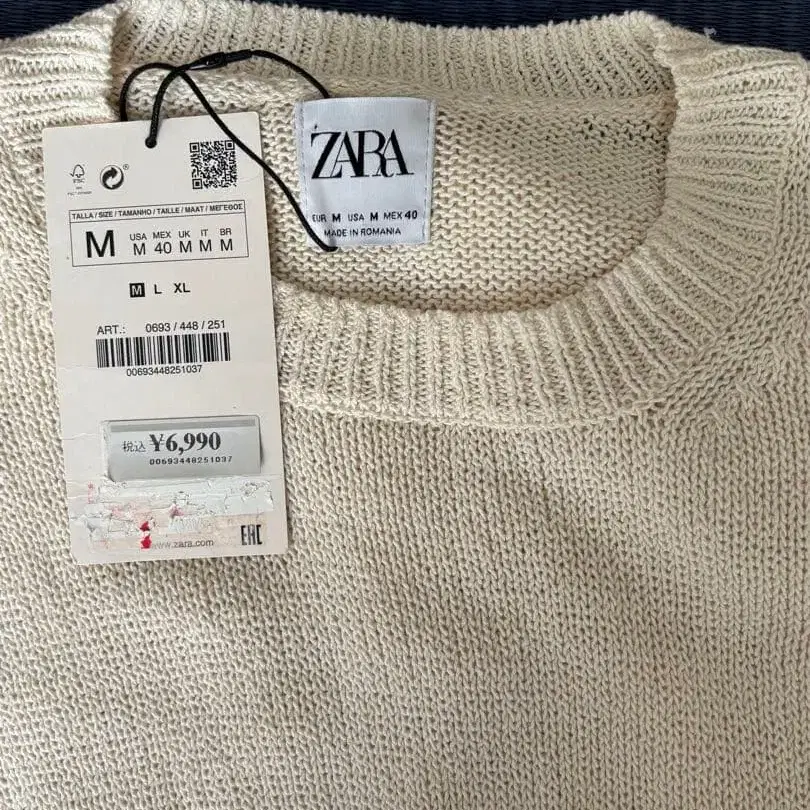 FSC
TALLA / SIZE / TAMANHO / TAILLE / MAAT / ΜΕΓΕΘΟΣ
M
USA MEX UK IT BR
M 40 M M M
M L XL
ART.: 0693 / 448 / 251
00693448251037
税込 ¥6,990
00693448251037
www.zara.com
EAC
ZARA
EUR M USA M MEX 40
MADE IN ROMANIA